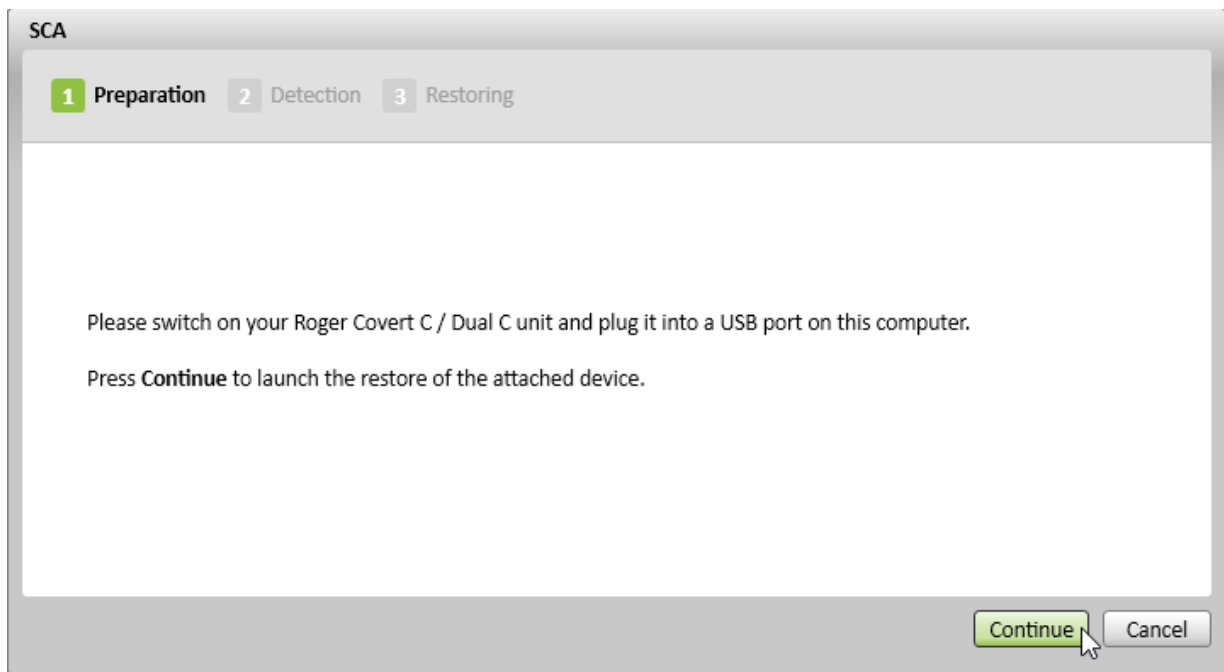 SCA
1 Preparation 2 Detection 3 Restoring
Please switch on your Roger Covert C / Dual C unit and plug it into a USB port on this computer.
Press Continue to launch the restore of the attached device.
Continue Cancel